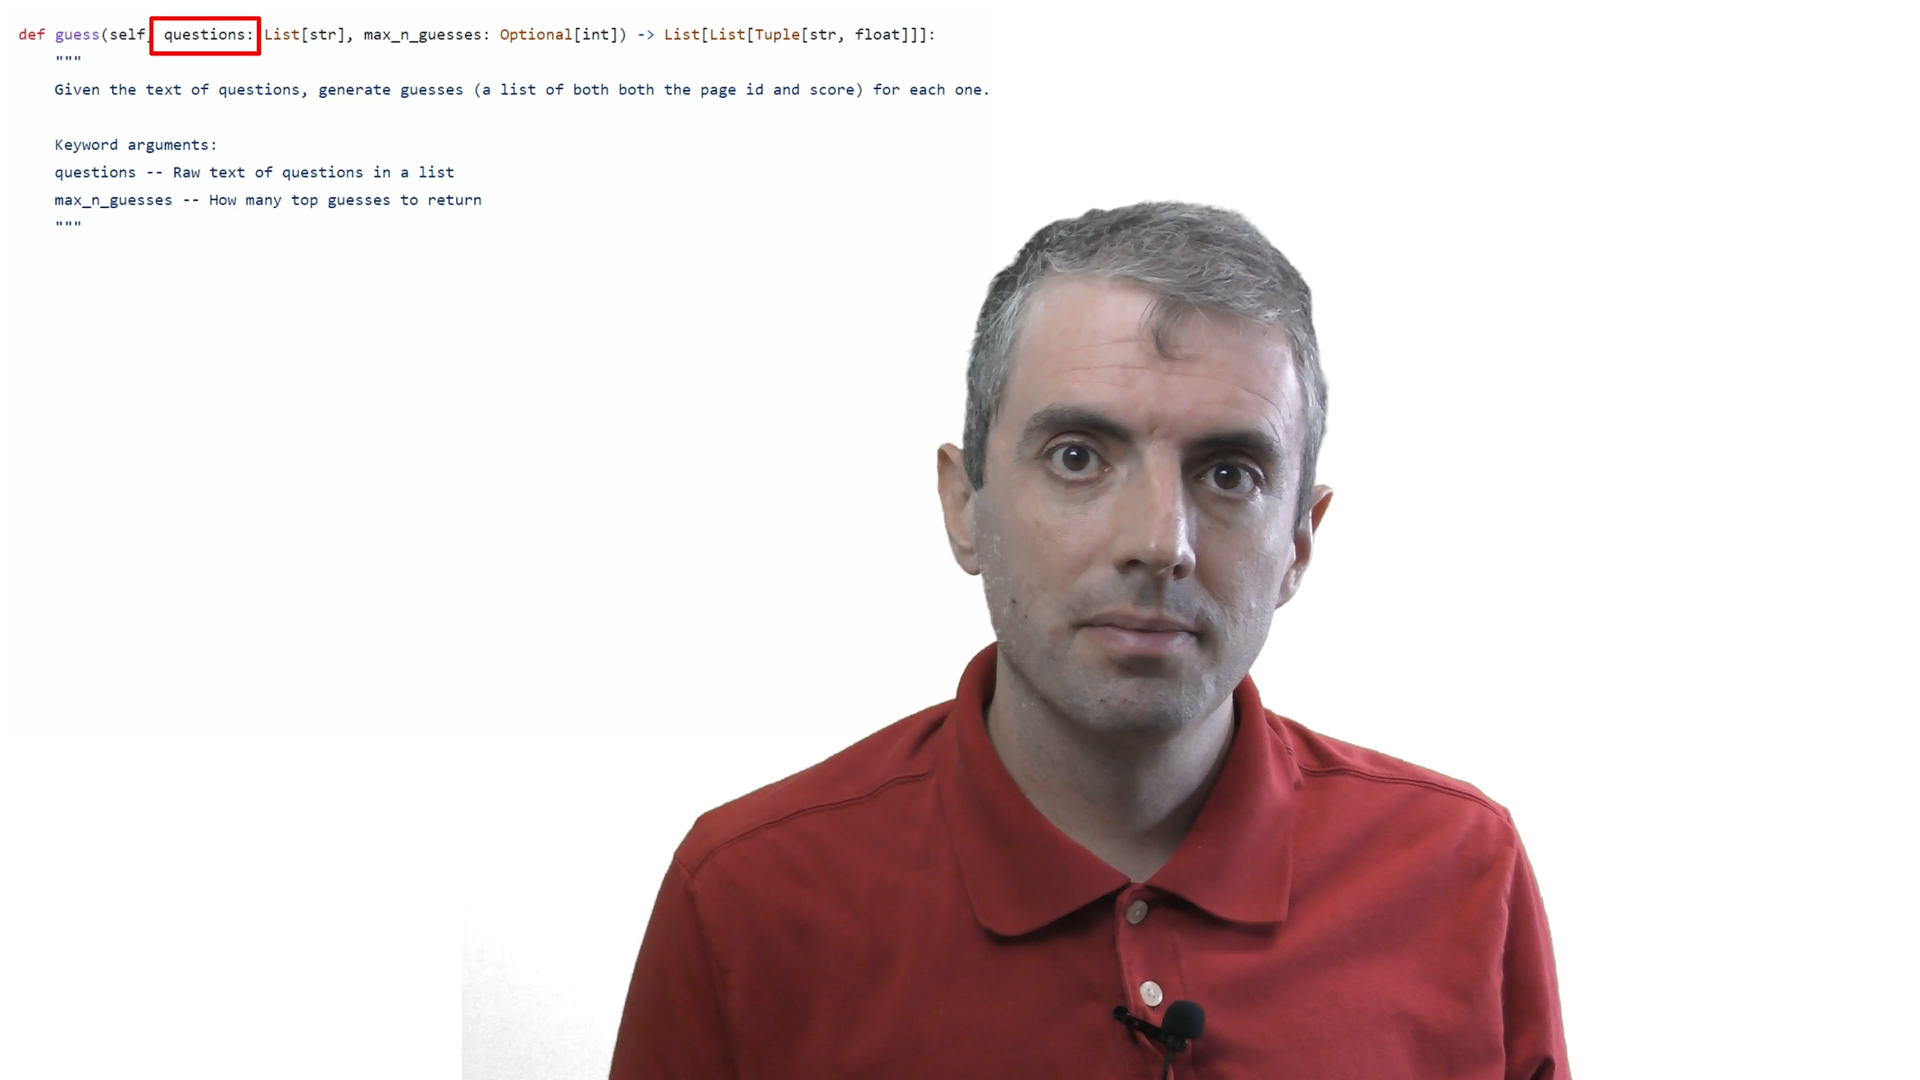 def guess(self, questions: List[str], max_n_guesses: Optional[int]) -> List[List[Tuple[str, float]]]:
"""
Given the text of questions, generate guesses (a list of both both the page id and score) for each one.
Keyword arguments:
questions -- Raw text of questions in a list
max_n_guesses -- How many top guesses to return
"""